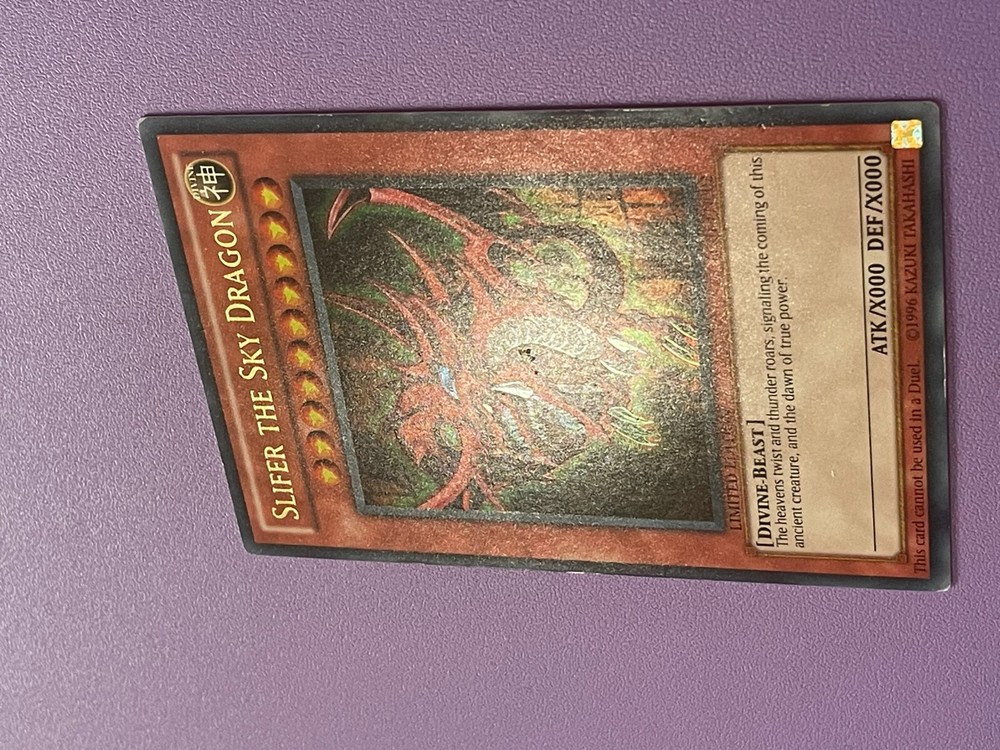 SLIFER THE SKY DRAGON
DIVINE
神
LIMITED EDITION
[DIVINE-BEAST]
The heavens twist and thunder roars, signaling the coming of this
ancient creature, and the dawn of true power.
ATK/X000 DEF/X000
This card cannot be used in a Duel. ©1996 KAZUKI TAKAHASHI